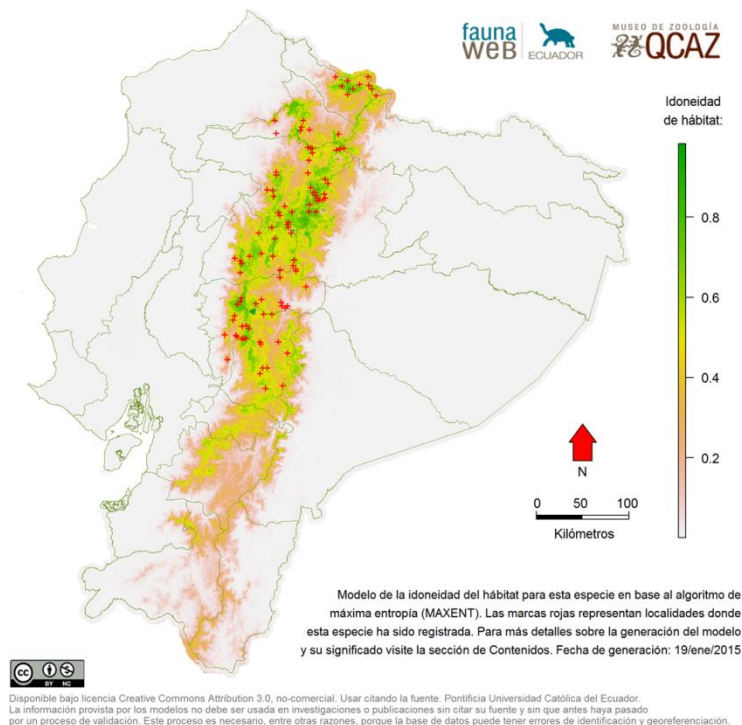 fauna
WEB
ECUADOR
MUSEO DE ZOOLOGÍA
QCAZ
Idoneidad
de hábitat:
0.8
0.6
0.4
0.2
N
0 50 100
Kilómetros
Modelo de la idoneidad del hábitat para esta especie en base al algoritmo de
máxima entropía (MAXENT). Las marcas rojas representan localidades donde
esta especie ha sido registrada. Para más detalles sobre la generación del modelo
y su significado visite la sección de Contenidos. Fecha de generación: 19/ene/2015
cc
BY NC
Disponible bajo licencia Creative Commons Attribution 3.0, no-comercial. Usar citando la fuente. Pontificia Universidad Católica del Ecuador.
La información provista por los modelos no debe ser usada en investigaciones o publicaciones sin citar su fuente y sin que antes haya pasado
por un proceso de validación. Este proceso es necesario, entre otras razones, porque la base de datos puede tener errores de identificación y georeferenciación.